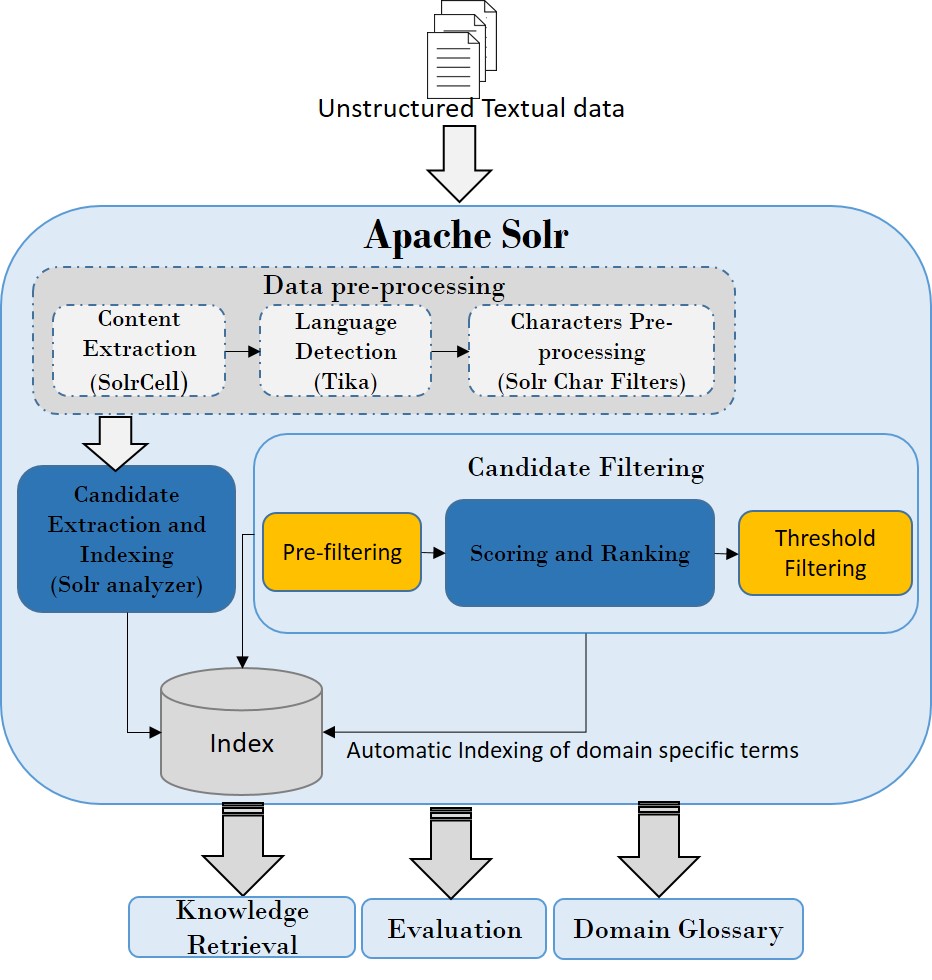 Unstructured Textual data
Apache Solr
Data pre-processing
Content
Extraction
(SolrCell)
Language
Detection
(Tika)
Characters Pre-
processing
(Solr Char Filters)
Candidate
Extraction and
Indexing
(Solr analyzer)
Candidate Filtering
Pre-filtering
Scoring and Ranking
Threshold
Filtering
Index
Automatic Indexing of domain specific terms
Knowledge
Retrieval
Evaluation
Domain Glossary